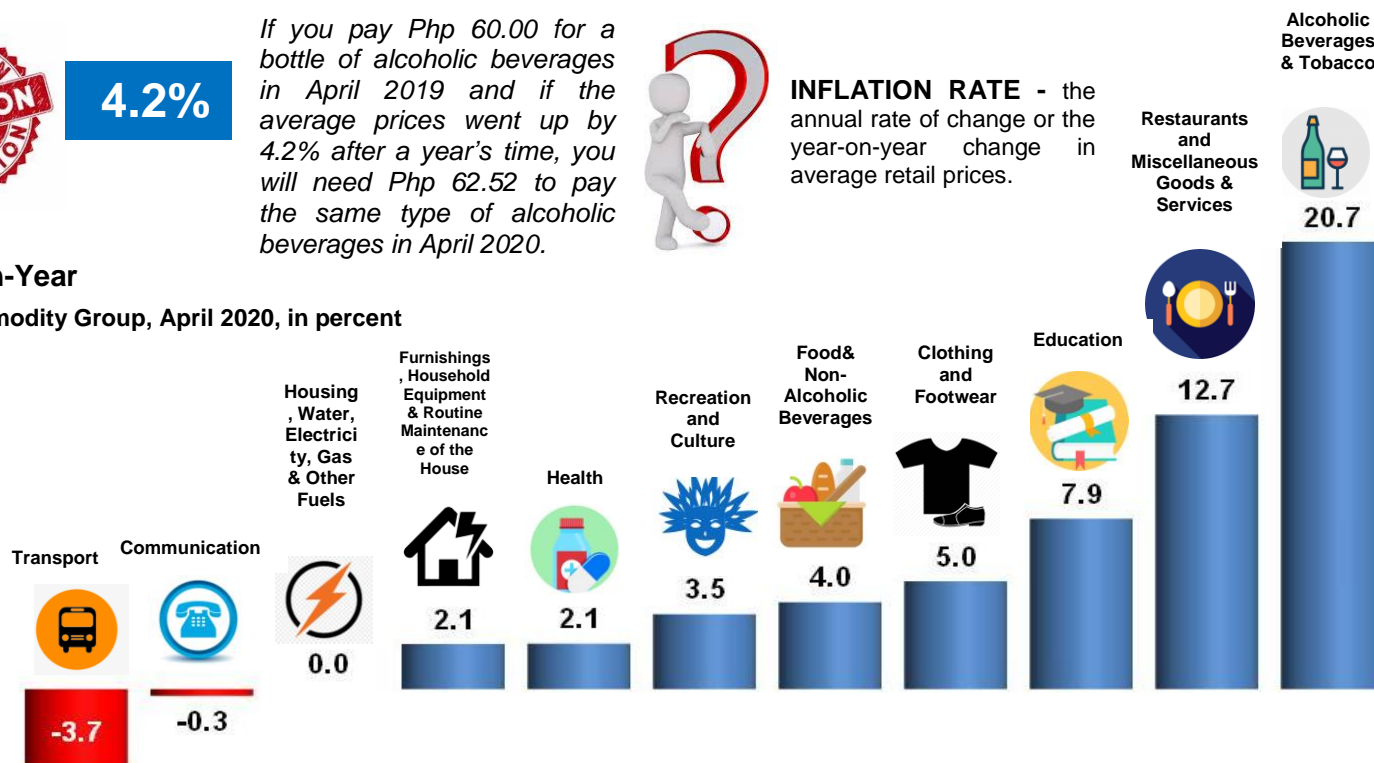 ON
4.2%
If you pay Php 60.00 for a
bottle of alcoholic beverages
in April 2019 and if the
average prices went up by
4.2% after a year's time, you
will need Php 62.52 to pay
the same type of alcoholic
beverages in April 2020.
INFLATION RATE - the
annual rate of change or the
year-on-year change in
average retail prices.
-Year
modity Group, April 2020, in percent
Transport
-3.7
Communication
-0.3
Housing
, Water,
Electrici
ty, Gas
& Other
Fuels
0.0
Furnishings
, Household
Equipment
& Routine
Maintenanc
e of the
House
2.1
Health
2.1
Recreation
and
Culture
3.5
Food&
Non-
Alcoholic
Beverages
4.0
Clothing
and
Footwear
5.0
Education
7.9
Restaurants
and
Miscellaneous
Goods &
Services
12.7
Alcoholic
Beverages
& Tobacco
20.7